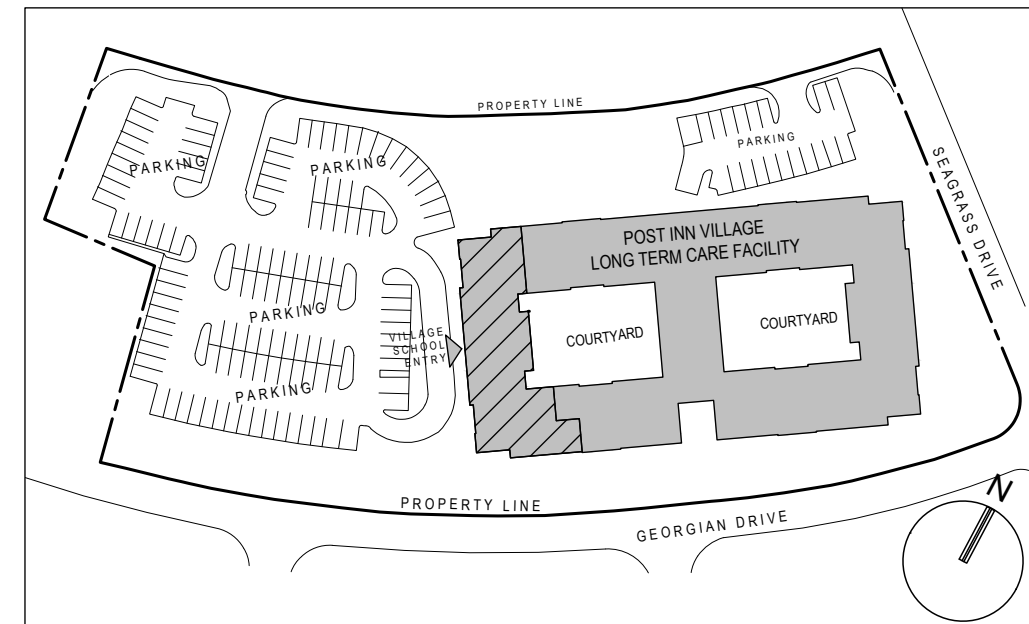 PROPERTY LINE
PARKING
PARKING
PARKING
SEAGRASS DRIVE
POST INN VILLAGE
LONG TERM CARE FACILITY
PARKING
COURTYARD
COURTYARD
VILLAGE
SCHOOL
ENTRY
PARKING
PROPERTY LINE
GEORGIAN DRIVE
N